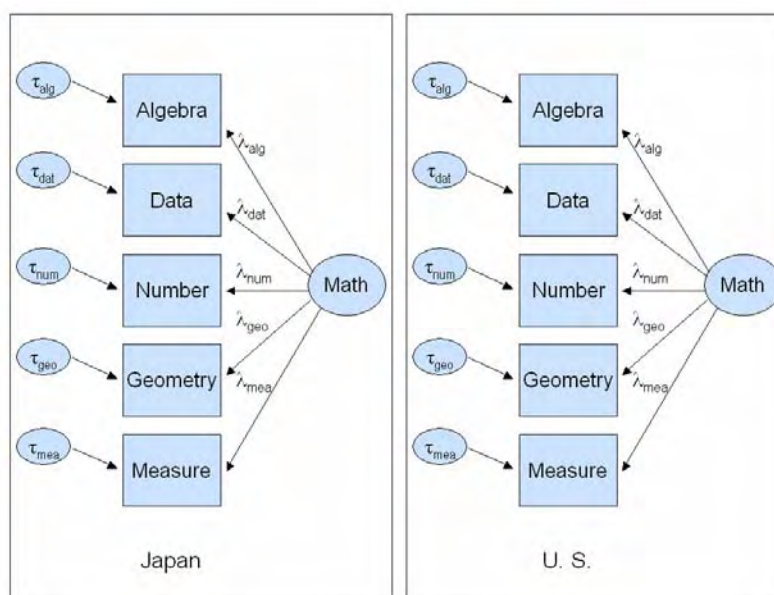 τalg
Algebra
λalg
τdat
Data
λdat
τnum
Number
λnum
Math
λgeo
τgeo
Geometry
λmea
τmea
Measure
Japan
τalg
Algebra
λalg
τdat
Data
λdat
τnum
Number
λnum
Math
λgeo
τgeo
Geometry
λmea
τmea
Measure
U. S.